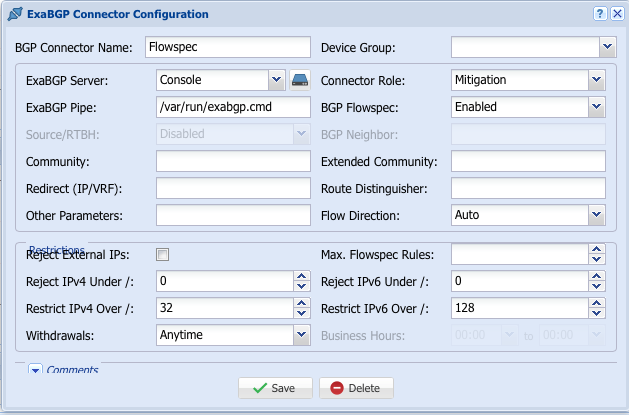 ExaBGP Connector Configuration
BGP Connector Name: Flowspec Device Group:
ExaBGP Server: Console Connector Role: Mitigation
ExaBGP Pipe: /var/run/exabgp.cmd BGP Flowspec: Enabled
Source/RTBH: Disabled BGP Neighbor:
Community: Extended Community:
Redirect (IP/VRF): Route Distinguisher:
Other Parameters: Flow Direction: Auto
Restrictions
Reject External IPs: Max. Flowspec Rules:
Reject IPv4 Under /: 0 Reject IPv6 Under /: 0
Restrict IPv4 Over /: 32 Restrict IPv6 Over /: 128
Withdrawals: Anytime Business Hours: 00:00 to 00:00
Comments
Save Delete